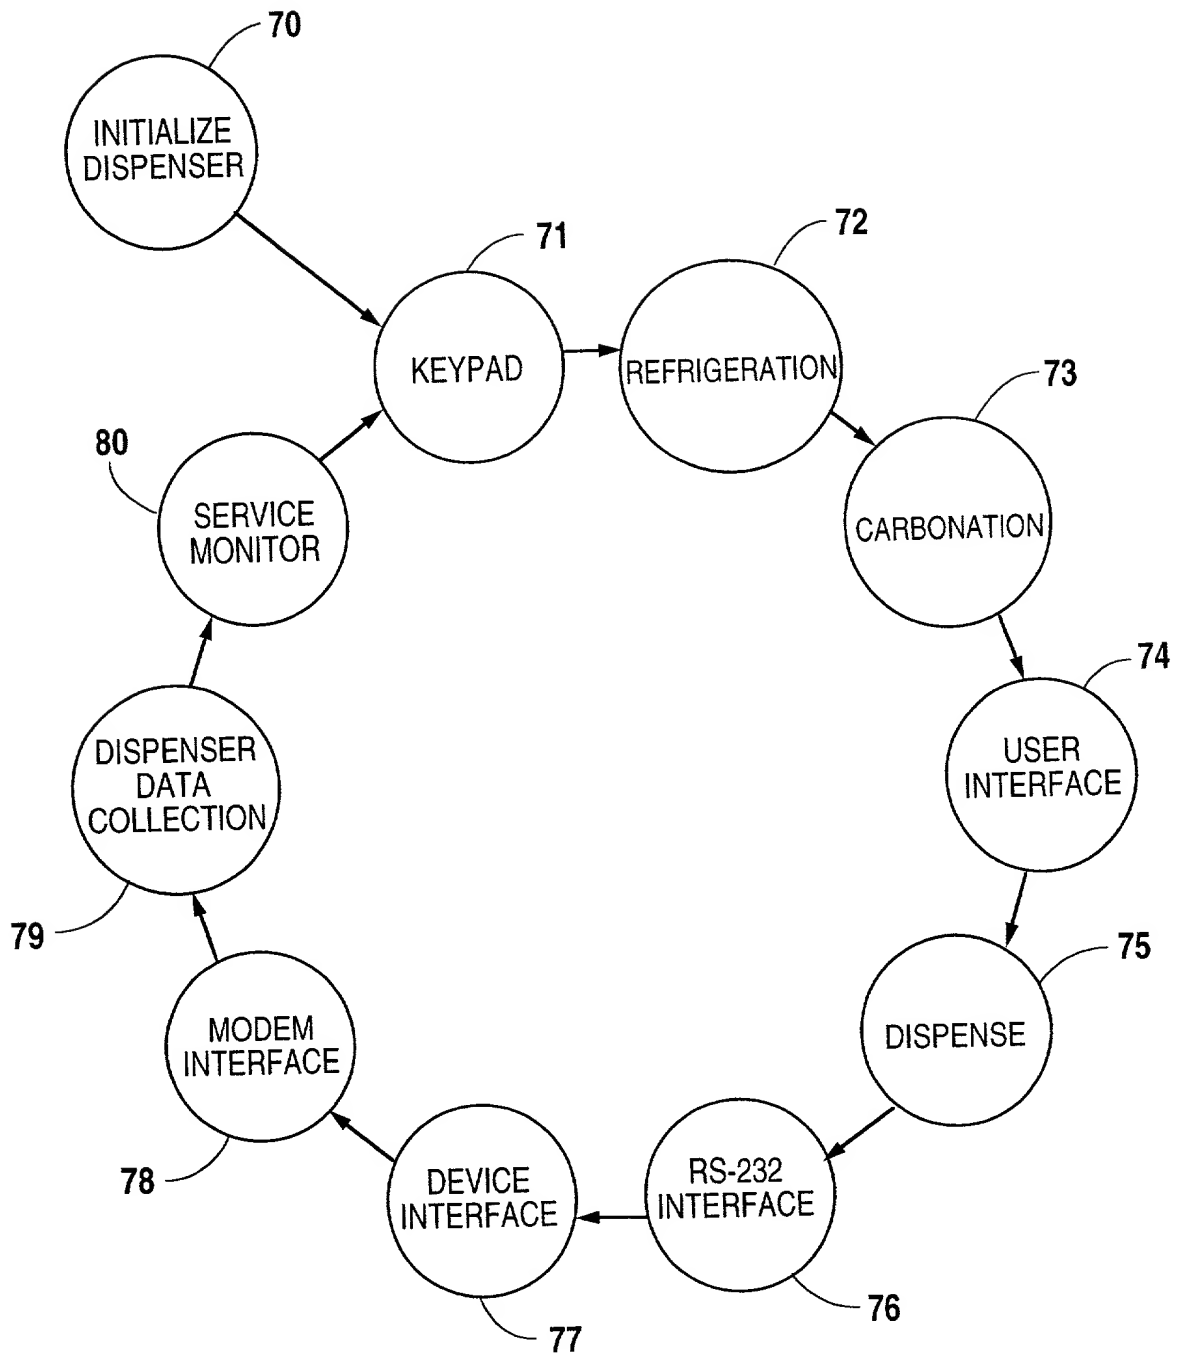 70
INITIALIZE
DISPENSER
71
KEYPAD
72
REFRIGERATION
73
CARBONATION
74
USER
INTERFACE
75
DISPENSE
76
RS-232
INTERFACE
77
DEVICE
INTERFACE
78
MODEM
INTERFACE
79
DISPENSER
DATA
COLLECTION
80
SERVICE
MONITOR